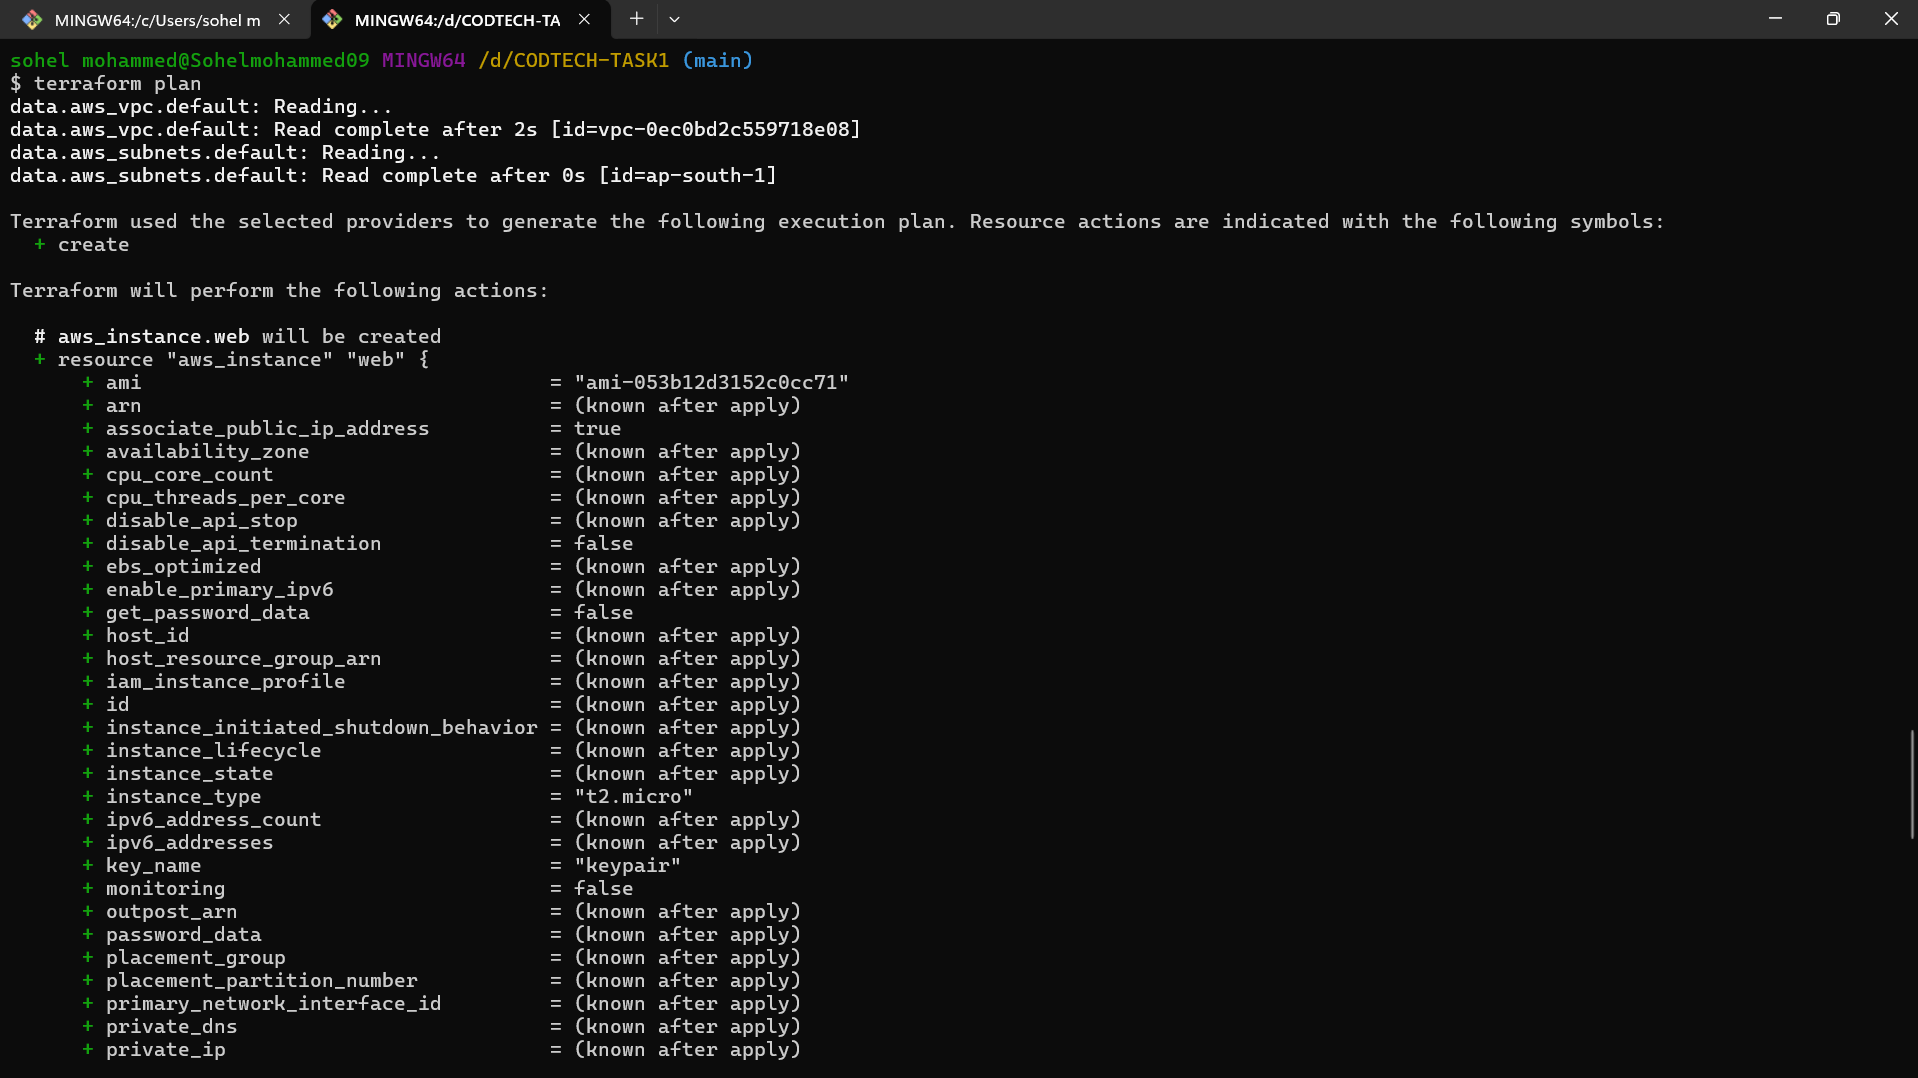 MINGW64:/c/Users/sohel m
MINGW64:/d/CODTECH-TA
sohel mohammed@Sohelmohammed09 MINGW64 /d/CODTECH-TASK1 (main)
$ terraform plan
data.aws_vpc.default: Reading...
data.aws_vpc.default: Read complete after 2s [id=vpc-0ec0bd2c559718e08]
data.aws_subnets.default: Reading...
data.aws_subnets.default: Read complete after 0s [id=ap-south-1]
Terraform used the selected providers to generate the following execution plan. Resource actions are indicated with the following symbols:
+ create
Terraform will perform the following actions:
# aws_instance.web will be created
+ resource "aws_instance" "web" {
+ ami = "ami-053b12d3152c0cc71"
+ arn = (known after apply)
+ associate_public_ip_address = true
+ availability_zone = (known after apply)
+ cpu_core_count = (known after apply)
+ cpu_threads_per_core = (known after apply)
+ disable_api_stop = (known after apply)
+ disable_api_termination = false
+ ebs_optimized = (known after apply)
+ enable_primary_ipv6 = (known after apply)
+ get_password_data = false
+ host_id = (known after apply)
+ host_resource_group_arn = (known after apply)
+ iam_instance_profile = (known after apply)
+ id = (known after apply)
+ instance_initiated_shutdown_behavior = (known after apply)
+ instance_lifecycle = (known after apply)
+ instance_state = (known after apply)
+ instance_type = "t2.micro"
+ ipv6_address_count = (known after apply)
+ ipv6_addresses = (known after apply)
+ key_name = "keypair"
+ monitoring = false
+ outpost_arn = (known after apply)
+ password_data = (known after apply)
+ placement_group = (known after apply)
+ placement_partition_number = (known after apply)
+ primary_network_interface_id = (known after apply)
+ private_dns = (known after apply)
+ private_ip = (known after apply)